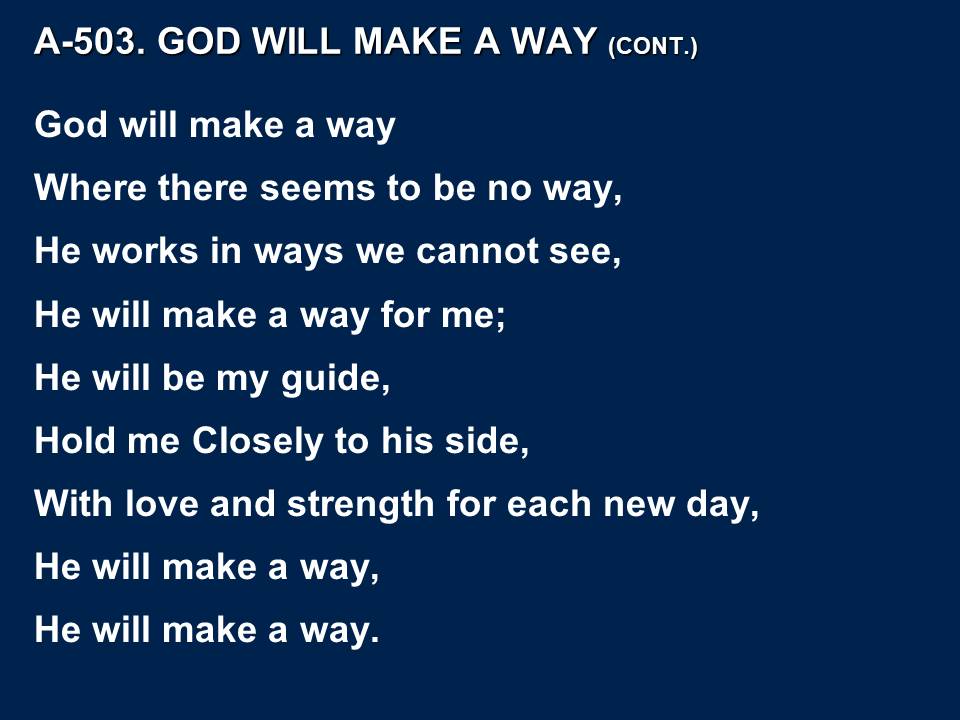 A-503. GOD WILL MAKE A WAY (CONT.)
God will make a way
Where there seems to be no way,
He works in ways we cannot see,
He will make a way for me;
He will be my guide,
Hold me Closely to his side,
With love and strength for each new day,
He will make a way,
He will make a way.